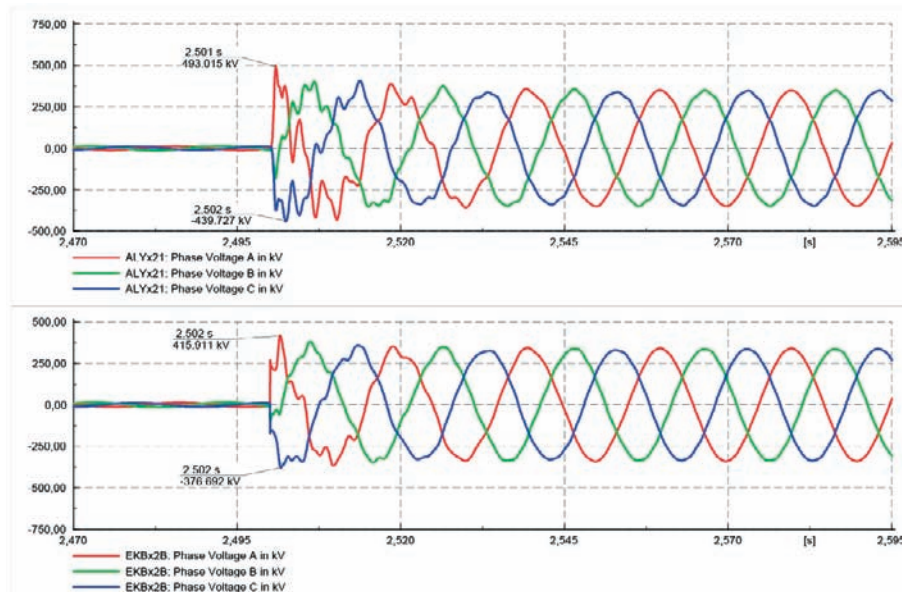 750,00
2.501 s
493.015 kV
500,00
250,00
0,00
-250,00
2.502 s
-439.727 kV
-500,00
2,470 2,495 2,520 2,545 2,570 [s] 2,595
ALYx21: Phase Voltage A in kV
ALYx21: Phase Voltage B in kV
ALYx21: Phase Voltage C in kV
500,00
2.502 s
415.911 kV
250,00
0,00
-250,00
2.502 s
-376.692 kV
-500,00
-750,00
2,470 2,495 2,520 2,545 2,570 [s] 2,595
EKBx2B: Phase Voltage A in kV
EKBx2B: Phase Voltage B in kV
EKBx2B: Phase Voltage C in kV